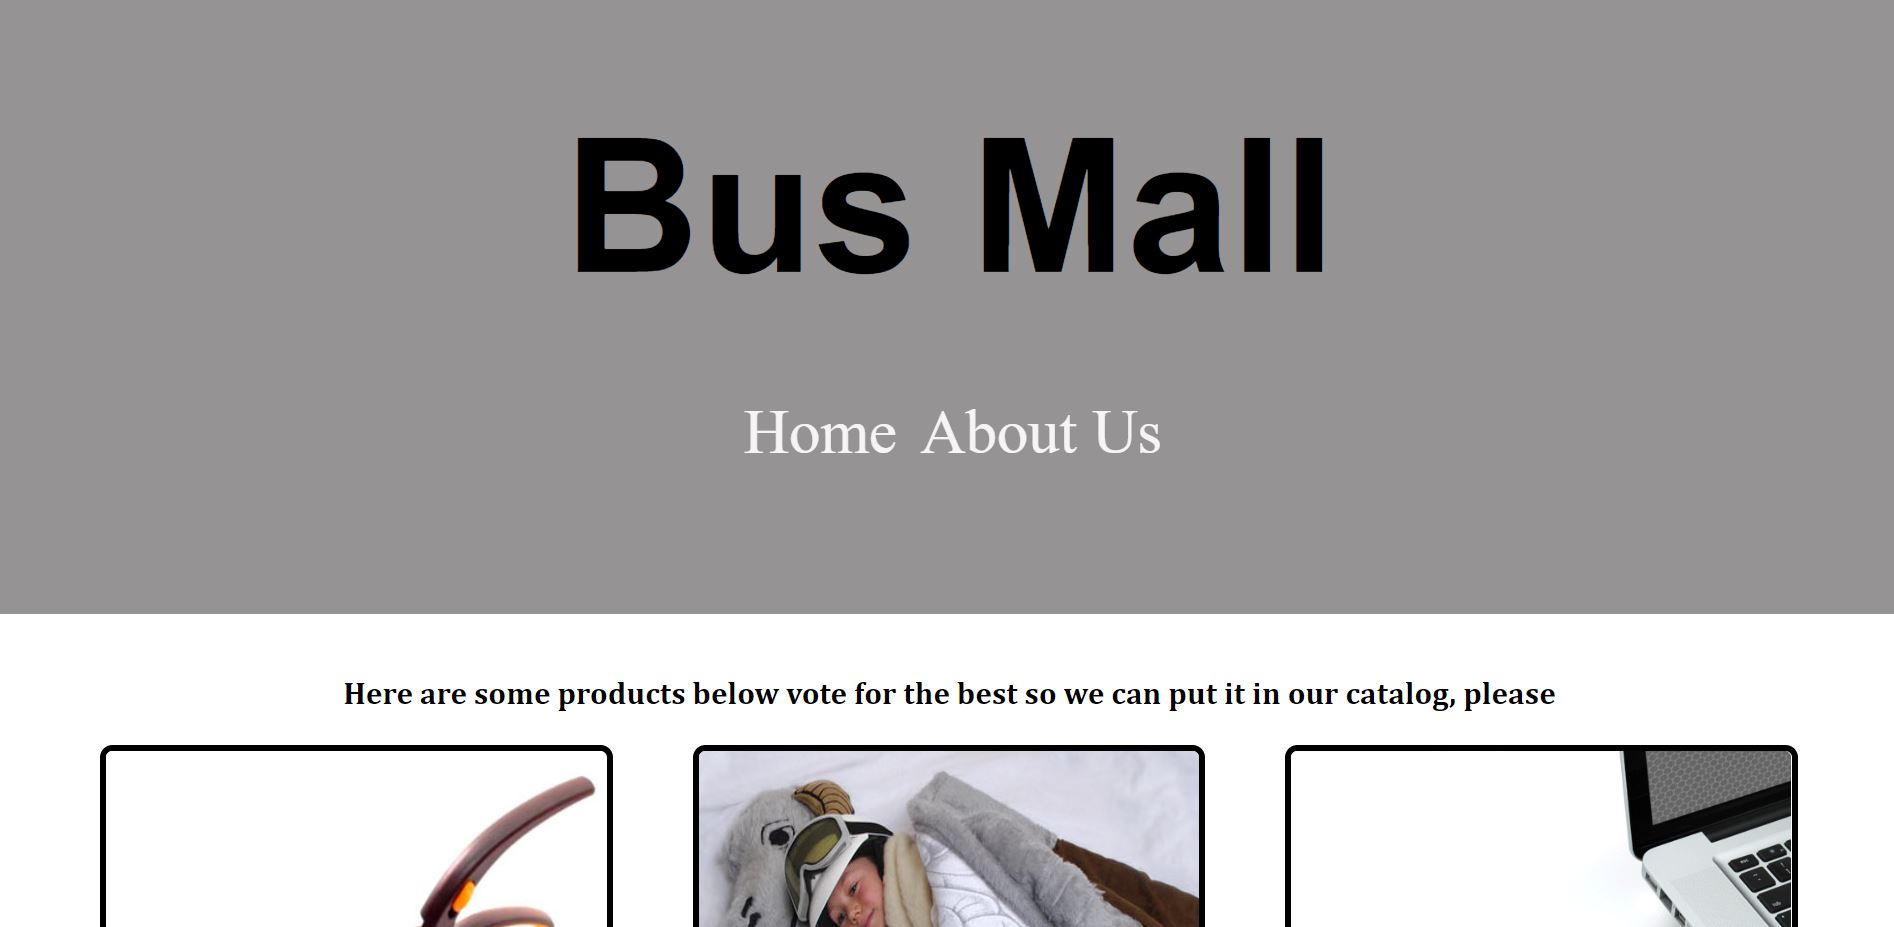 Bus Mall
Home About Us
Here are some products below vote for the best so we can put it in our catalog, please